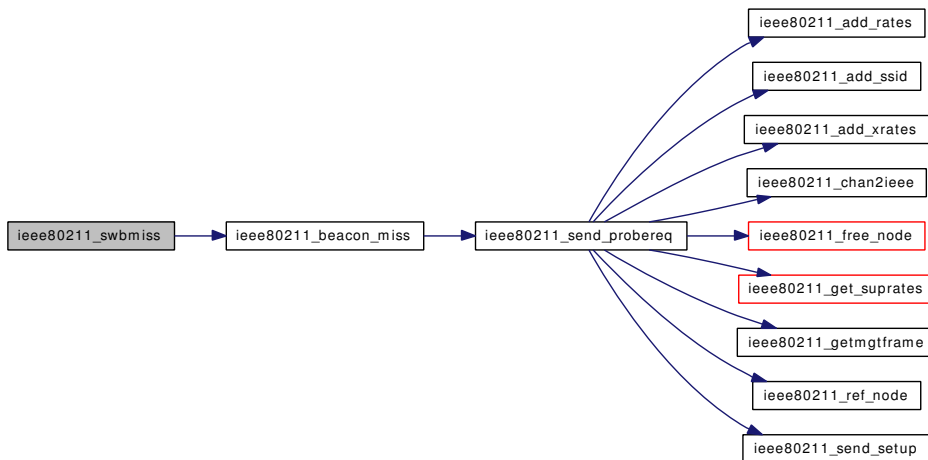 ieee80211_add_rates
ieee80211_add_ssid
ieee80211_add_xrates
ieee80211_chan2ieee
ieee80211_swbmiss
ieee80211_beacon_miss
ieee80211_send_probereq
ieee80211_free_node
ieee80211_get_suprates
ieee80211_getmgtframe
ieee80211_ref_node
ieee80211_send_setup